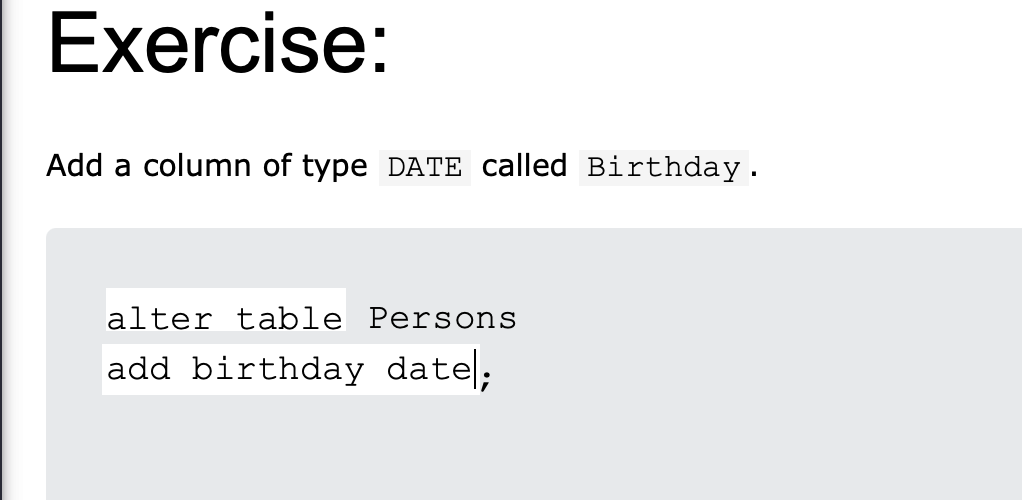 Exercise:
Add a column of type DATE called Birthday.
alter table Persons
add birthday date;